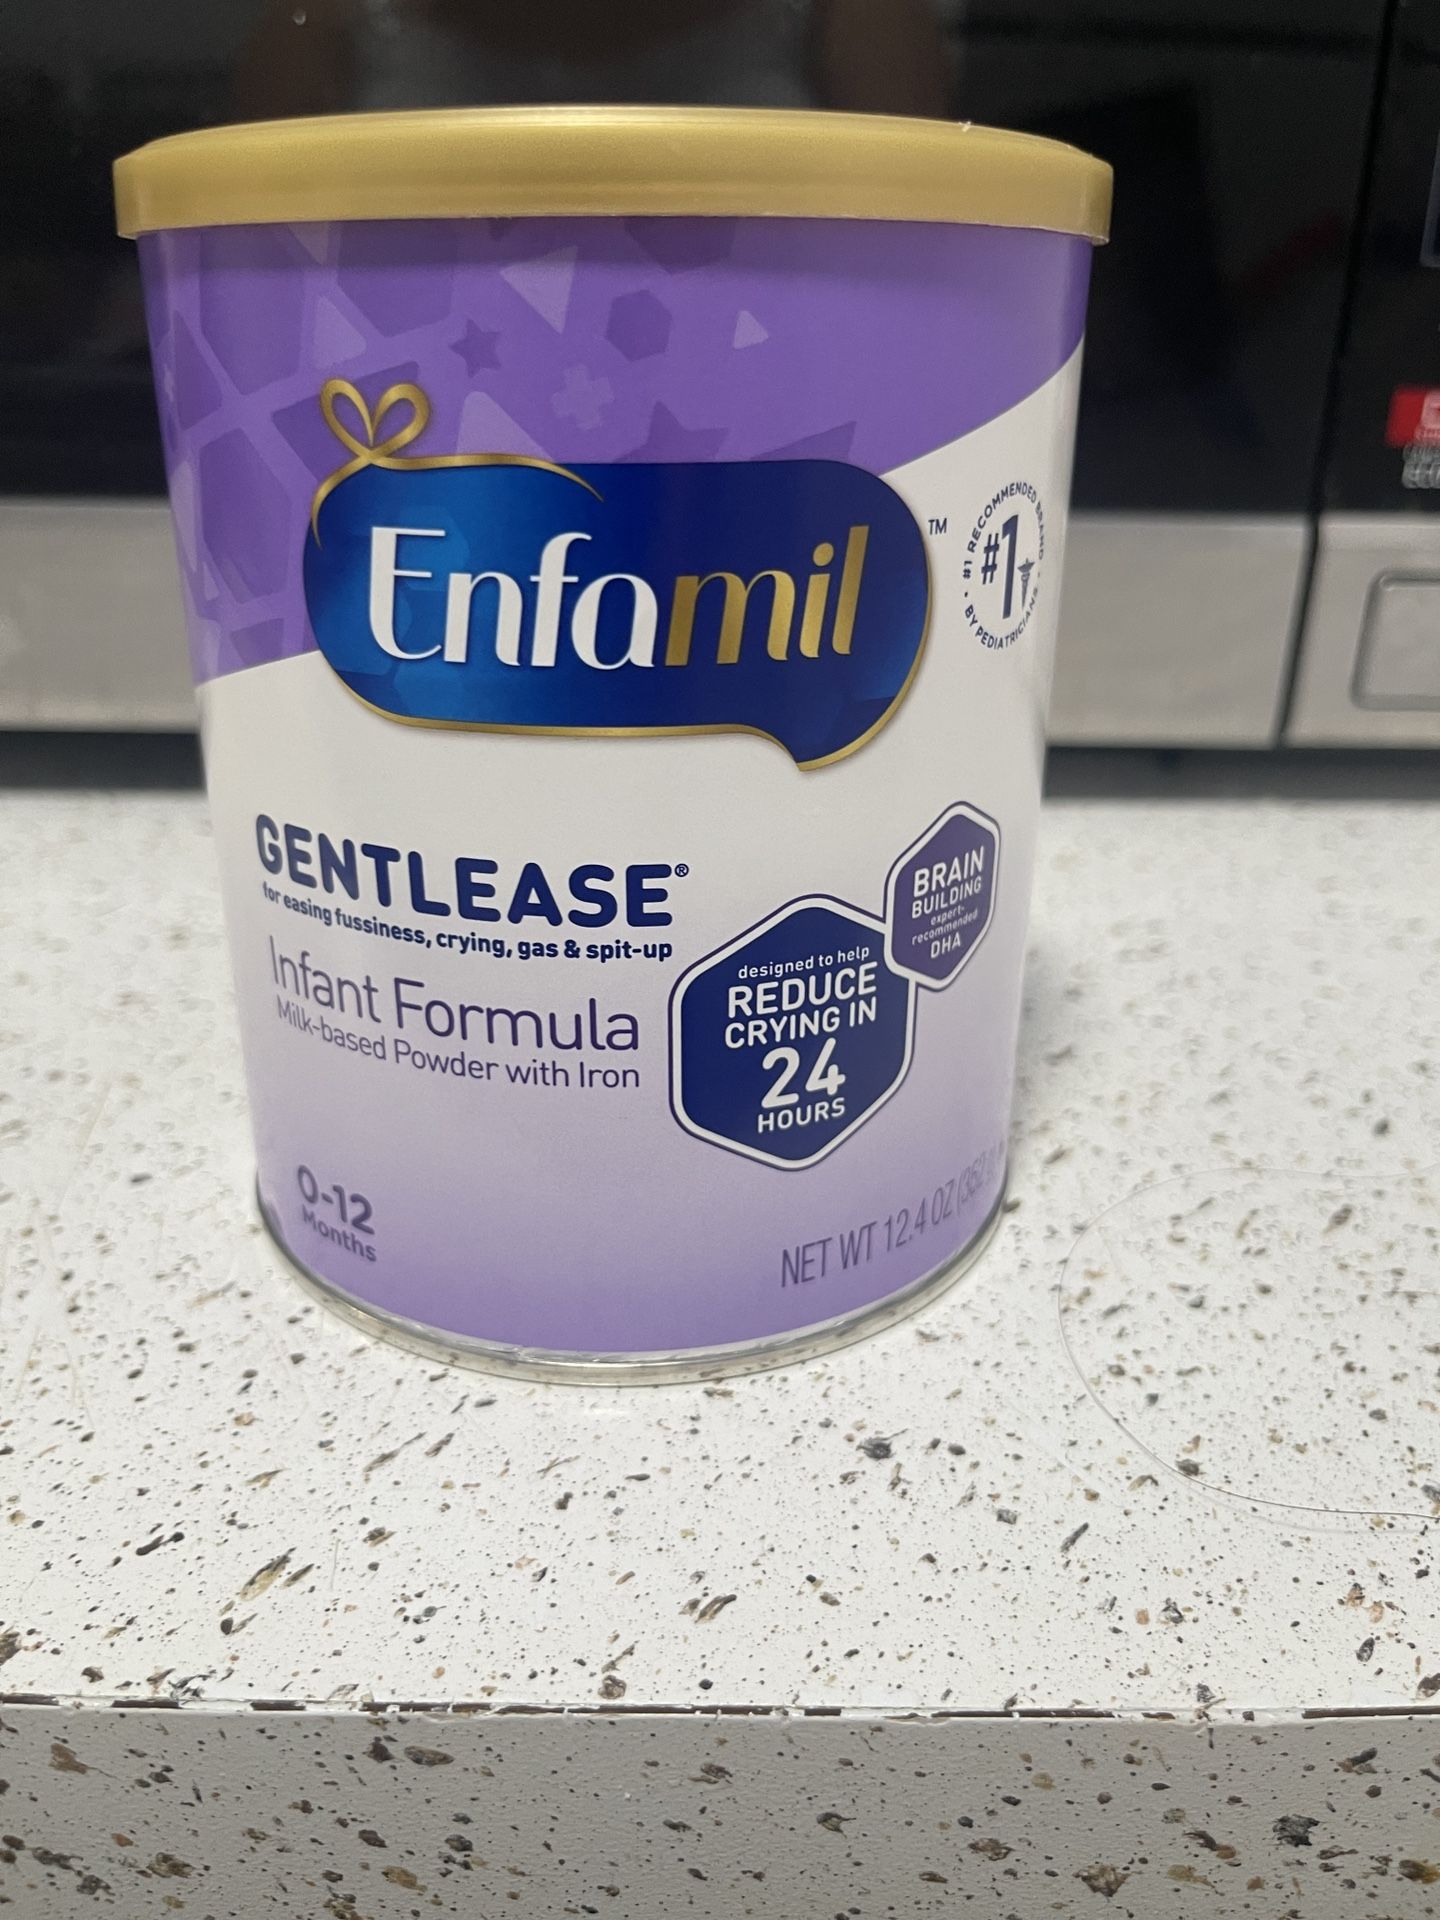 Enfamil
TM
#1 RECOMMENDED BRAND
#1
BY PEDIATRICIANS
GENTLEASE®
for easing fussiness, crying, gas & spit-up
Infant Formula
Milk-based Powder with Iron
BRAIN
BUILDING
expert-
recommended
DHA
designed to help
REDUCE
CRYING IN
24
HOURS
0-12
Months
NET WT 12.4 OZ (352